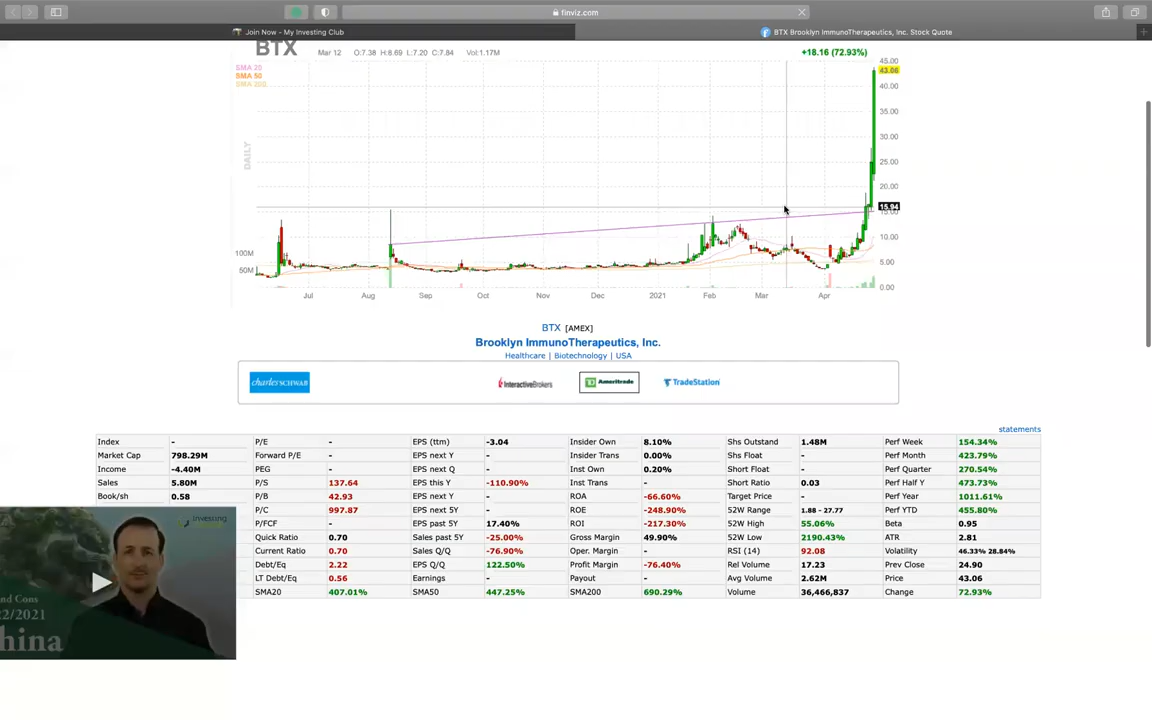 finviz.com
Join Now - My Investing Club
BTX Brooklyn ImmunoTherapeutics, Inc. Stock Quote
BTX Mar 12 O:7.38 H:8.69 L:7.20 C:7.84 Vol:1.17M +18.16 (72.93%)
SMA 20
SMA 50
SMA 200
DAILY
45.00
43.06
40.00
35.00
30.00
25.00
20.00
15.94
15.00
10.00
5.00
0.00
100M
50M
Jul Aug Sep Oct Nov Dec 2021 Feb Mar Apr
BTX [AMEX]
Brooklyn ImmunoTherapeutics, Inc.
Healthcare | Biotechnology | USA
charles SCHWAB InteractiveBrokers TD Ameritrade TradeStation
statements
Index - P/E - EPS (ttm) -3.04 Insider Own 8.10% Shs Outstand 1.48M Perf Week 154.34%
Market Cap 798.29M Forward P/E - EPS next Y - Insider Trans 0.00% Shs Float - Perf Month 423.79%
Income -4.40M PEG - EPS next Q - Inst Own 0.20% Short Float - Perf Quarter 270.54%
Sales 5.80M P/S 137.64 EPS this Y -110.90% Inst Trans - Short Ratio 0.03 Perf Half Y 473.73%
Book/sh 0.58 P/B 42.93 EPS next Y - ROA -66.60% Target Price - Perf Year 1011.61%
P/C 997.87 EPS next 5Y - ROE -248.90% 52W Range 1.88 - 27.77 Perf YTD 455.80%
P/FCF - EPS past 5Y 17.40% ROI -217.30% 52W High 55.06% Beta 0.95
Quick Ratio 0.70 Sales past 5Y -25.00% Gross Margin 49.90% 52W Low 2190.43% ATR 2.81
Current Ratio 0.70 Sales Q/Q -76.90% Oper. Margin - RSI (14) 92.08 Volatility 46.33% 28.84%
Debt/Eq 2.22 EPS Q/Q 122.50% Profit Margin -76.40% Rel Volume 17.23 Prev Close 24.90
LT Debt/Eq 0.56 Earnings - Payout - Avg Volume 2.62M Price 43.06
SMA20 407.01% SMA50 447.25% SMA200 690.29% Volume 36,466,837 Change 72.93%
Investing
nd Cons
2/2021
hina